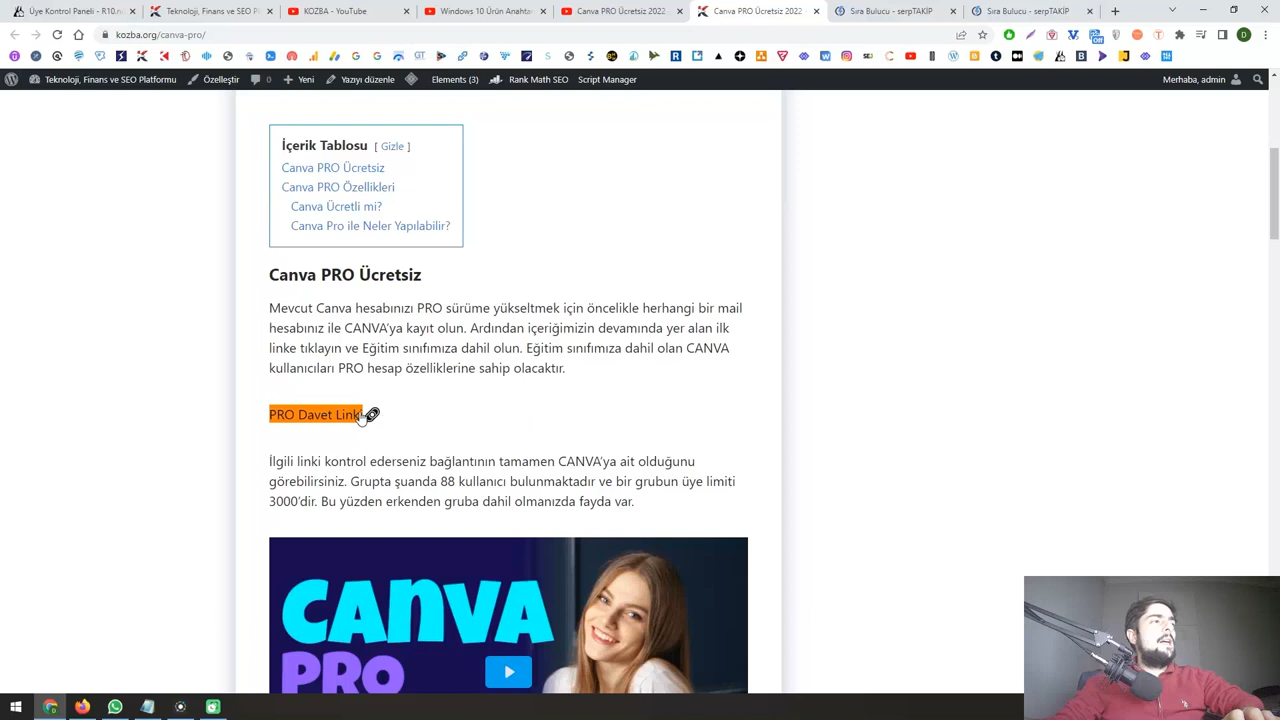 Üye Kontrol Paneli - R10.ne
Teknoloji, Finans ve SEO Pl
KOZBA - YouTube
Windows 10 Ürün Anahta
Canva PRO Ücretsiz 2022
Canva PRO Ücretsiz 2022
Sıra Bulucu - serpTAKİP
Sıra Bulucu - serpTAKİP
kozba.org/canva-pro/
Teknoloji, Finans ve SEO Platformu
Özelleştir
0
Yeni
Yazıyı düzenle
Elements (3)
Rank Math SEO
Script Manager
Merhaba, admin
İçerik Tablosu [ Gizle ]
Canva PRO Ücretsiz
Canva PRO Özellikleri
Canva Ücretli mi?
Canva Pro ile Neler Yapılabilir?
Canva PRO Ücretsiz
Mevcut Canva hesabınızı PRO sürüme yükseltmek için öncelikle herhangi bir mail
hesabınız ile CANVA'ya kayıt olun. Ardından içeriğimizin devamında yer alan ilk
linke tıklayın ve Eğitim sınıfımıza dahil olun. Eğitim sınıfımıza dahil olan CANVA
kullanıcıları PRO hesap özelliklerine sahip olacaktır.
PRO Davet Link
İlgili linki kontrol ederseniz bağlantının tamamen CANVA'ya ait olduğunu
görebilirsiniz. Grupta şuanda 88 kullanıcı bulunmaktadır ve bir grubun üye limiti
3000'dir. Bu yüzden erkenden gruba dahil olmanızda fayda var.
CANVA
PRO